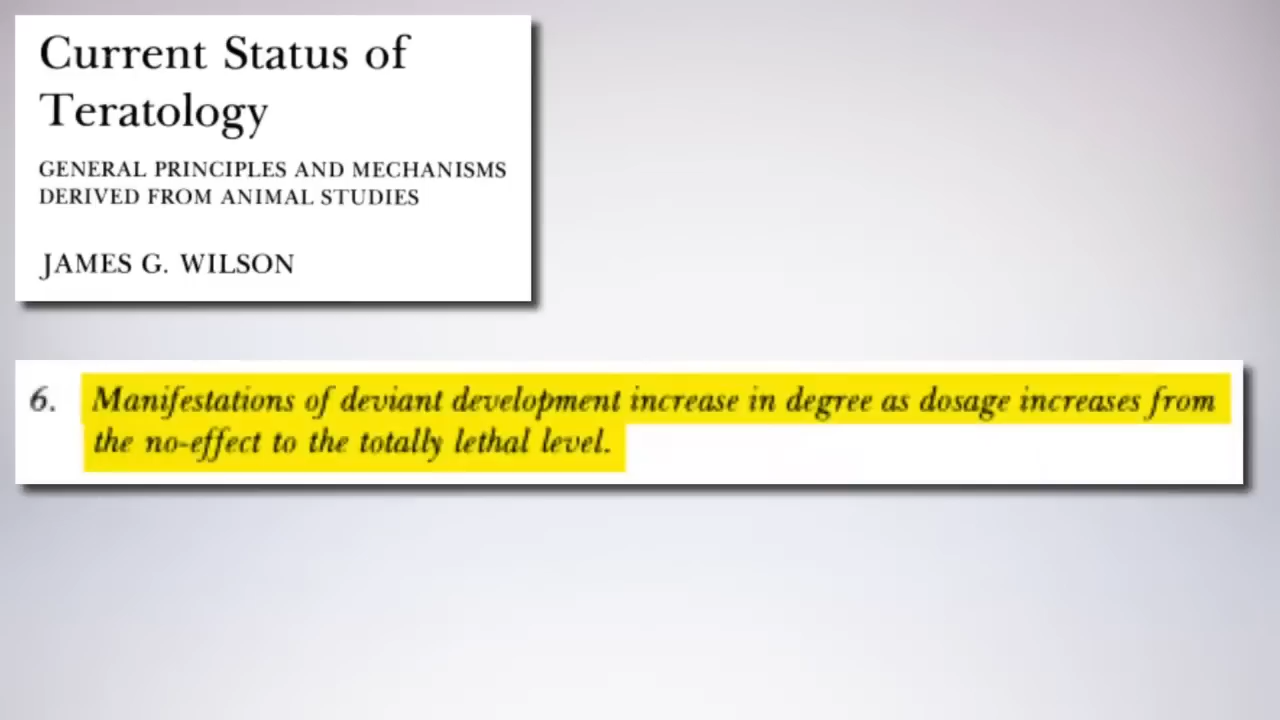 Current Status of
Teratology
GENERAL PRINCIPLES AND MECHANISMS
DERIVED FROM ANIMAL STUDIES
JAMES G. WILSON
6. Manifestations of deviant development increase in degree as dosage increases from
the no-effect to the totally lethal level.